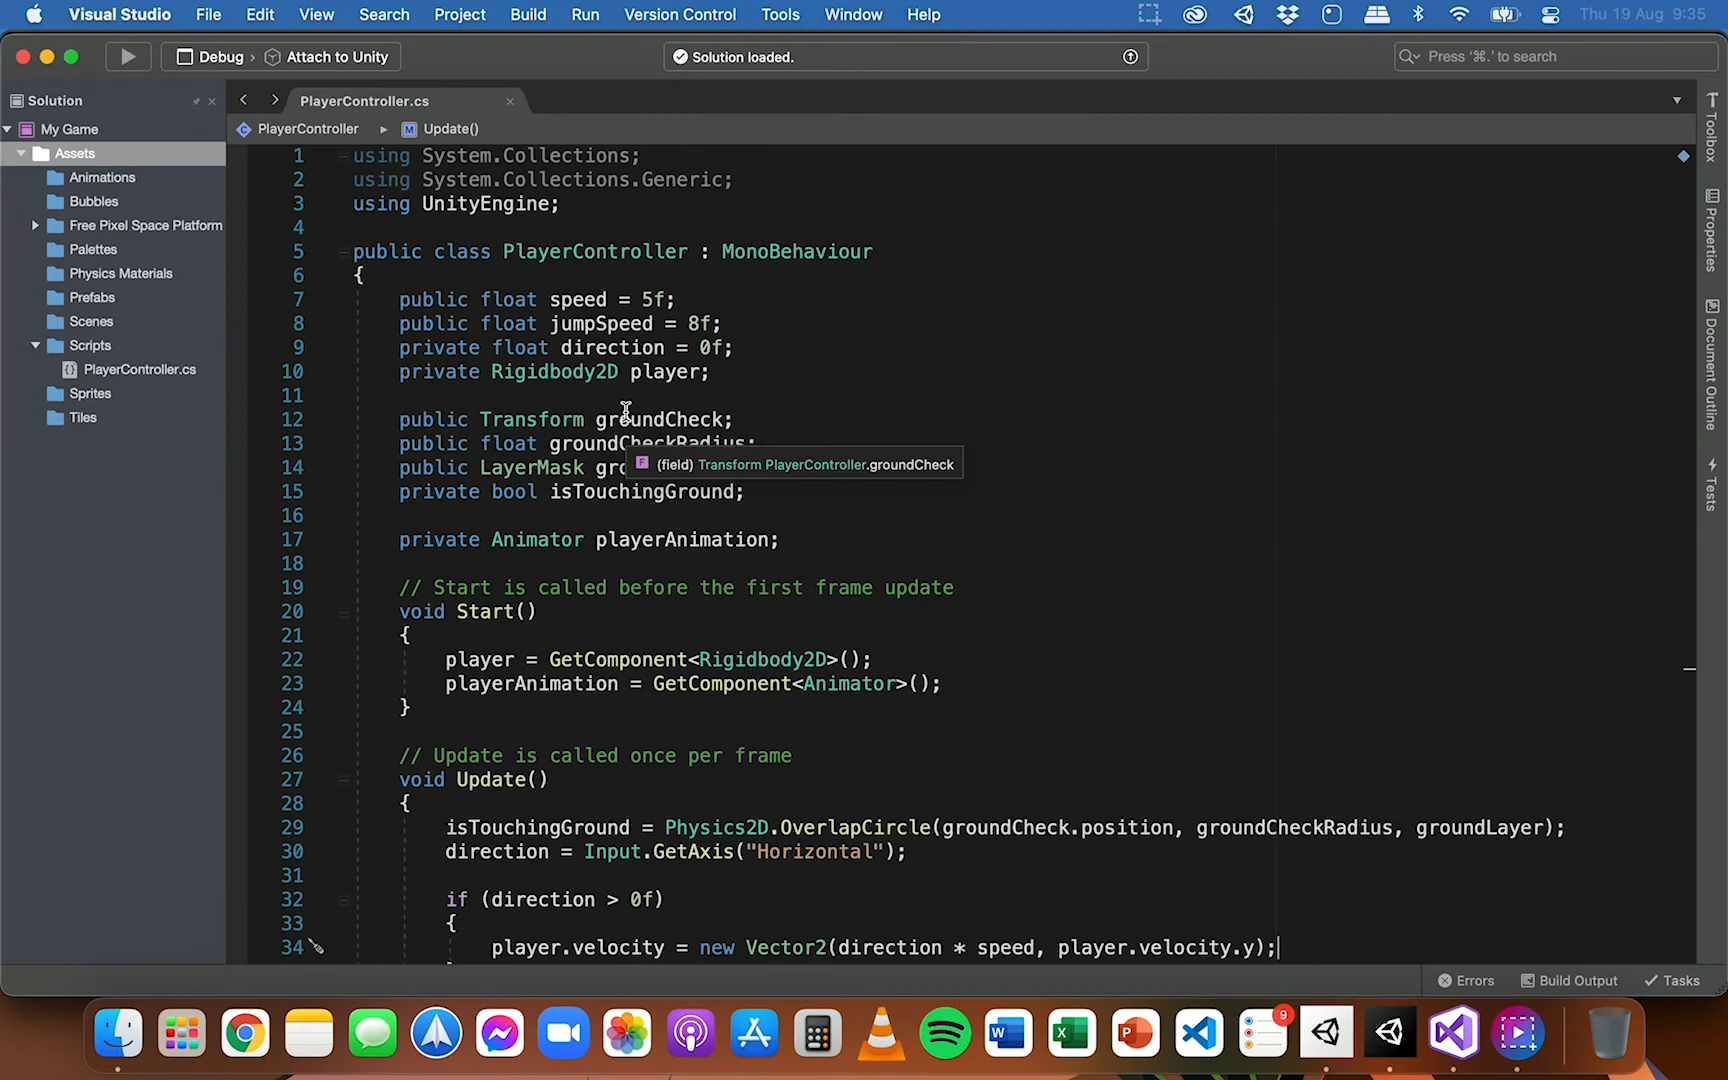 Visual Studio File Edit View Search Project Build Run Version Control Tools Window Help Thu 19 Aug 9:35
Debug › Attach to Unity Solution loaded. Press '⌘.' to search
Solution PlayerController.cs
My Game PlayerController Update()
Assets
Animations
Bubbles
Free Pixel Space Platform
Palettes
Physics Materials
Prefabs
Scenes
Scripts
PlayerController.cs
Sprites
Tiles
1 using System.Collections;
2 using System.Collections.Generic;
3 using UnityEngine;
4
5 public class PlayerController : MonoBehaviour
6 {
7 public float speed = 5f;
8 public float jumpSpeed = 8f;
9 private float direction = 0f;
10 private Rigidbody2D player;
11
12 public Transform groundCheck;
13 public float groundCheckRadius;
(field) Transform PlayerController.groundCheck
14 public LayerMask gro
15 private bool isTouchingGround;
16
17 private Animator playerAnimation;
18
19 // Start is called before the first frame update
20 void Start()
21 {
22 player = GetComponent<Rigidbody2D>();
23 playerAnimation = GetComponent<Animator>();
24 }
25
26 // Update is called once per frame
27 void Update()
28 {
29 isTouchingGround = Physics2D.OverlapCircle(groundCheck.position, groundCheckRadius, groundLayer);
30 direction = Input.GetAxis("Horizontal");
31
32 if (direction > 0f)
33 {
34 player.velocity = new Vector2(direction * speed, player.velocity.y);
Toolbox
Properties
Document Outline
Tests
Errors Build Output Tasks
9